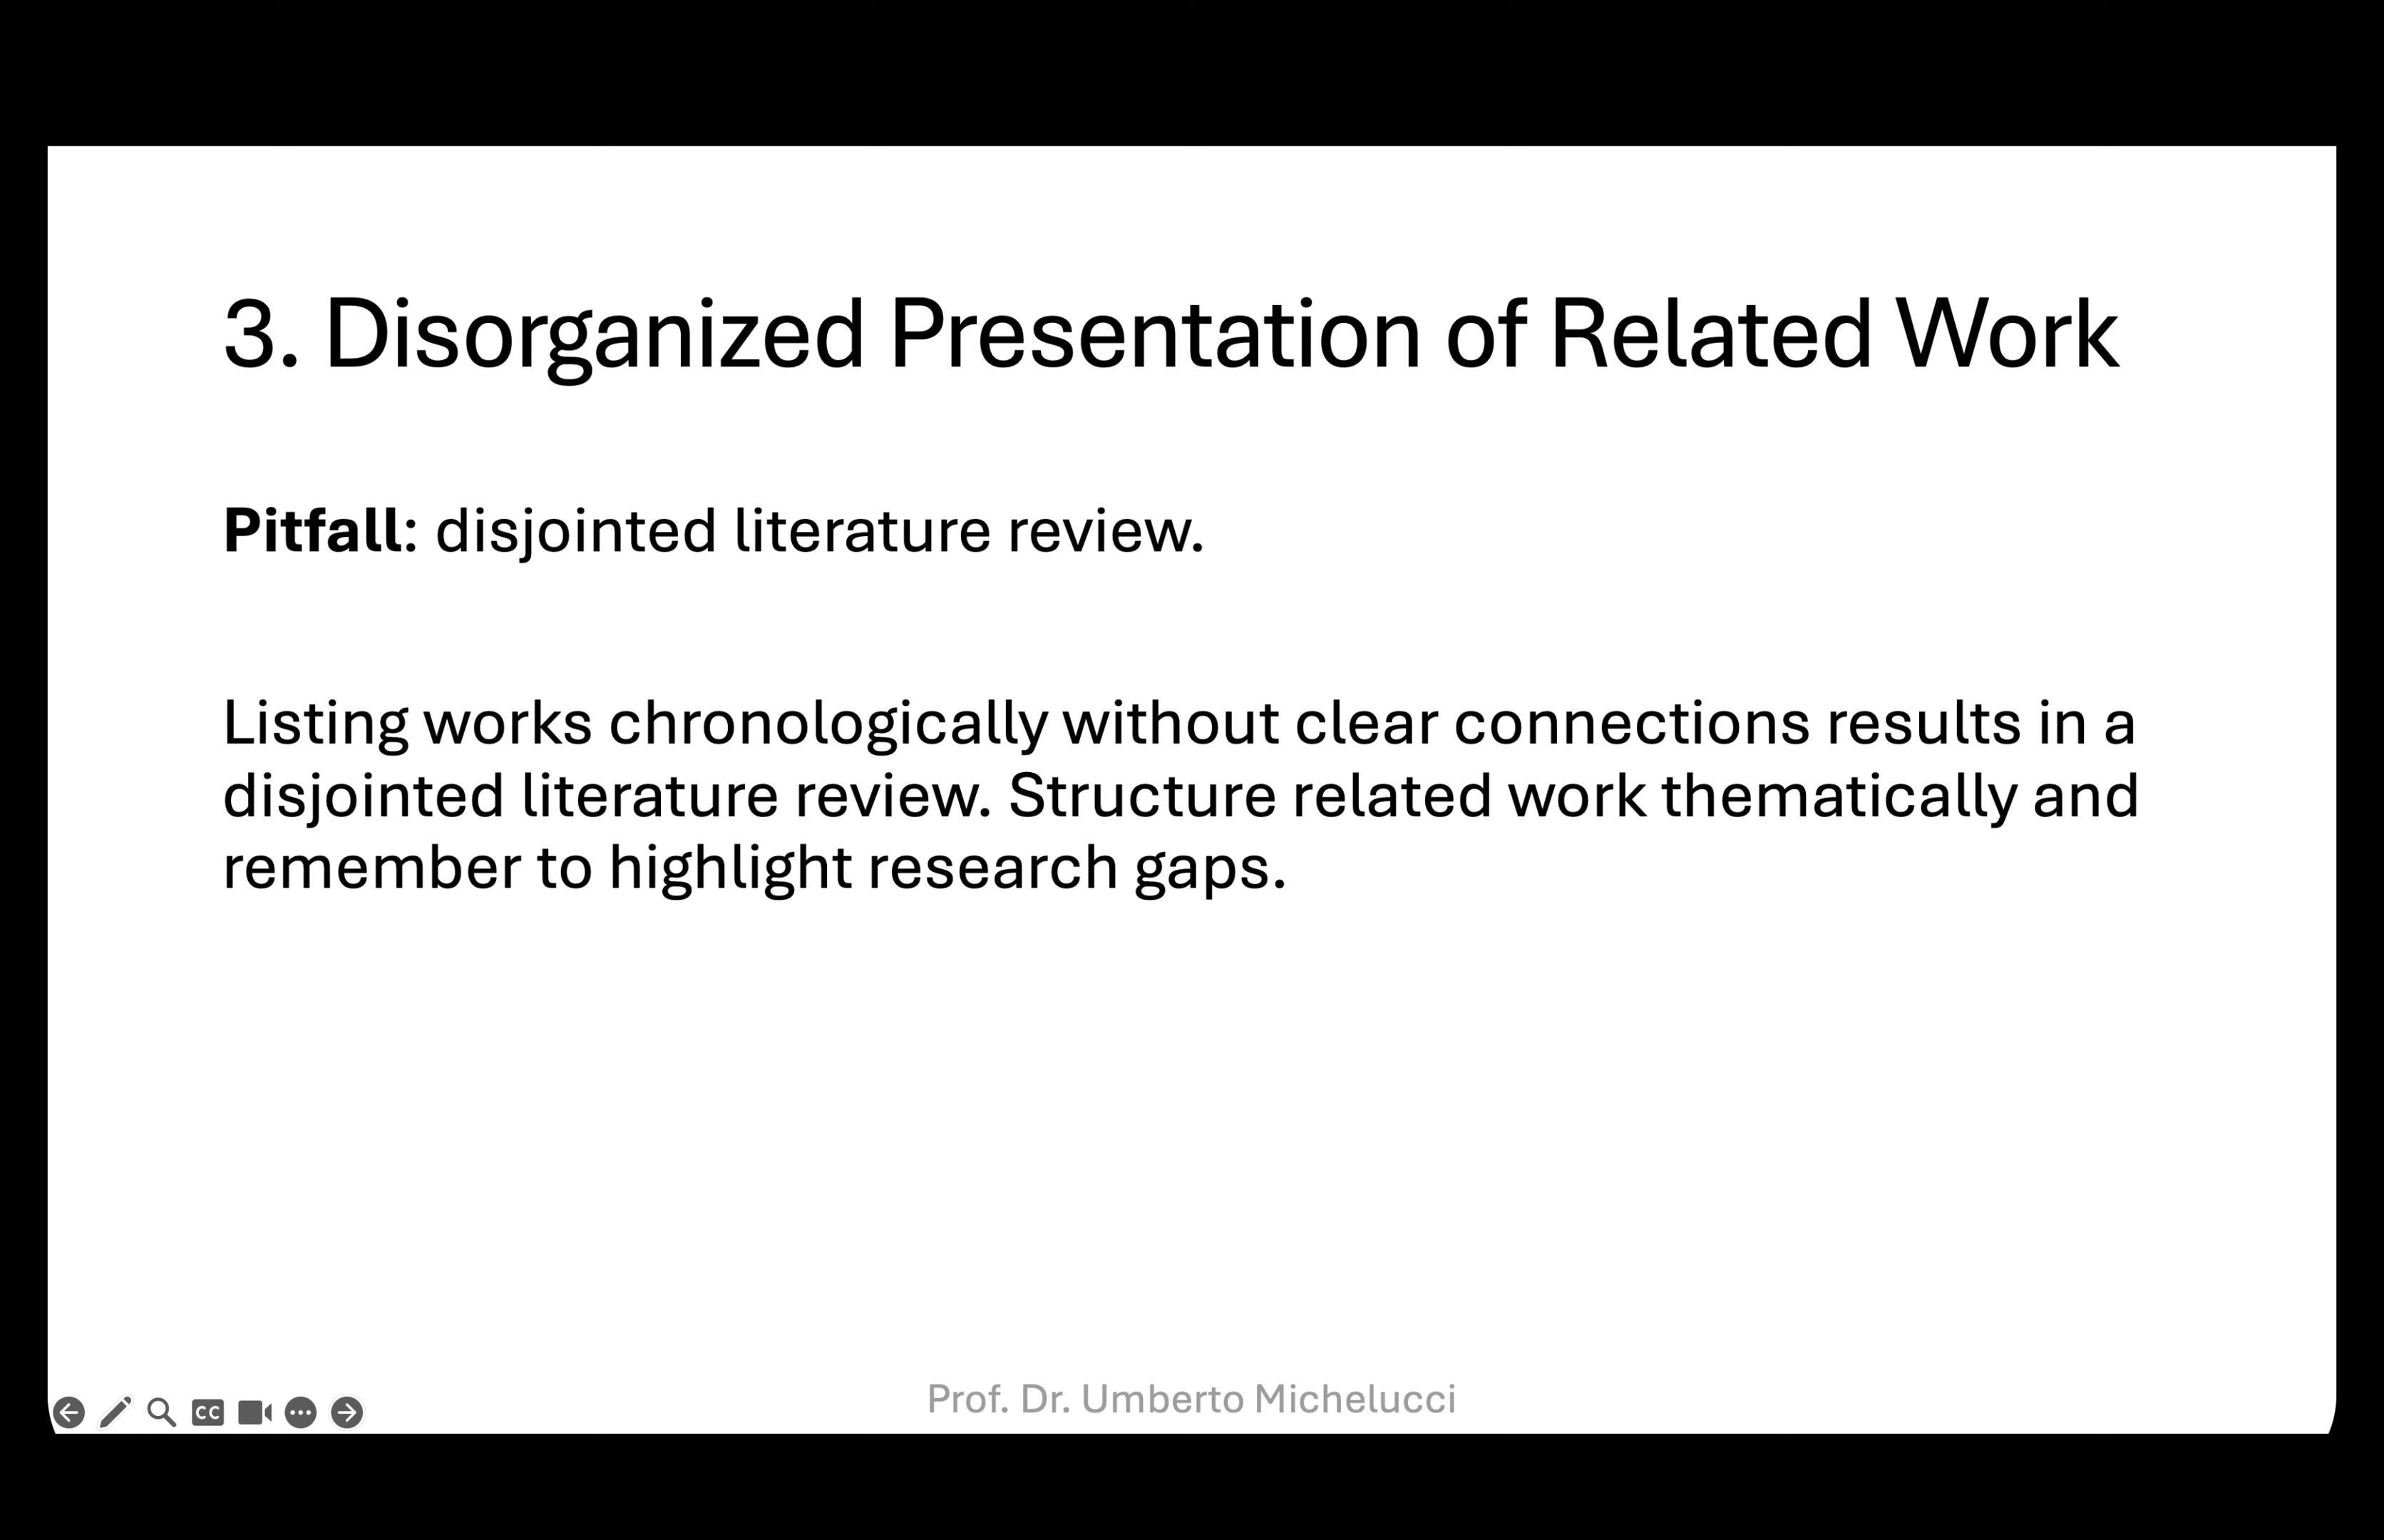 3. Disorganized Presentation of Related Work
Pitfall: disjointed literature review.
Listing works chronologically without clear connections results in a
disjointed literature review. Structure related work thematically and
remember to highlight research gaps.
CC
Prof. Dr. Umberto Michelucci